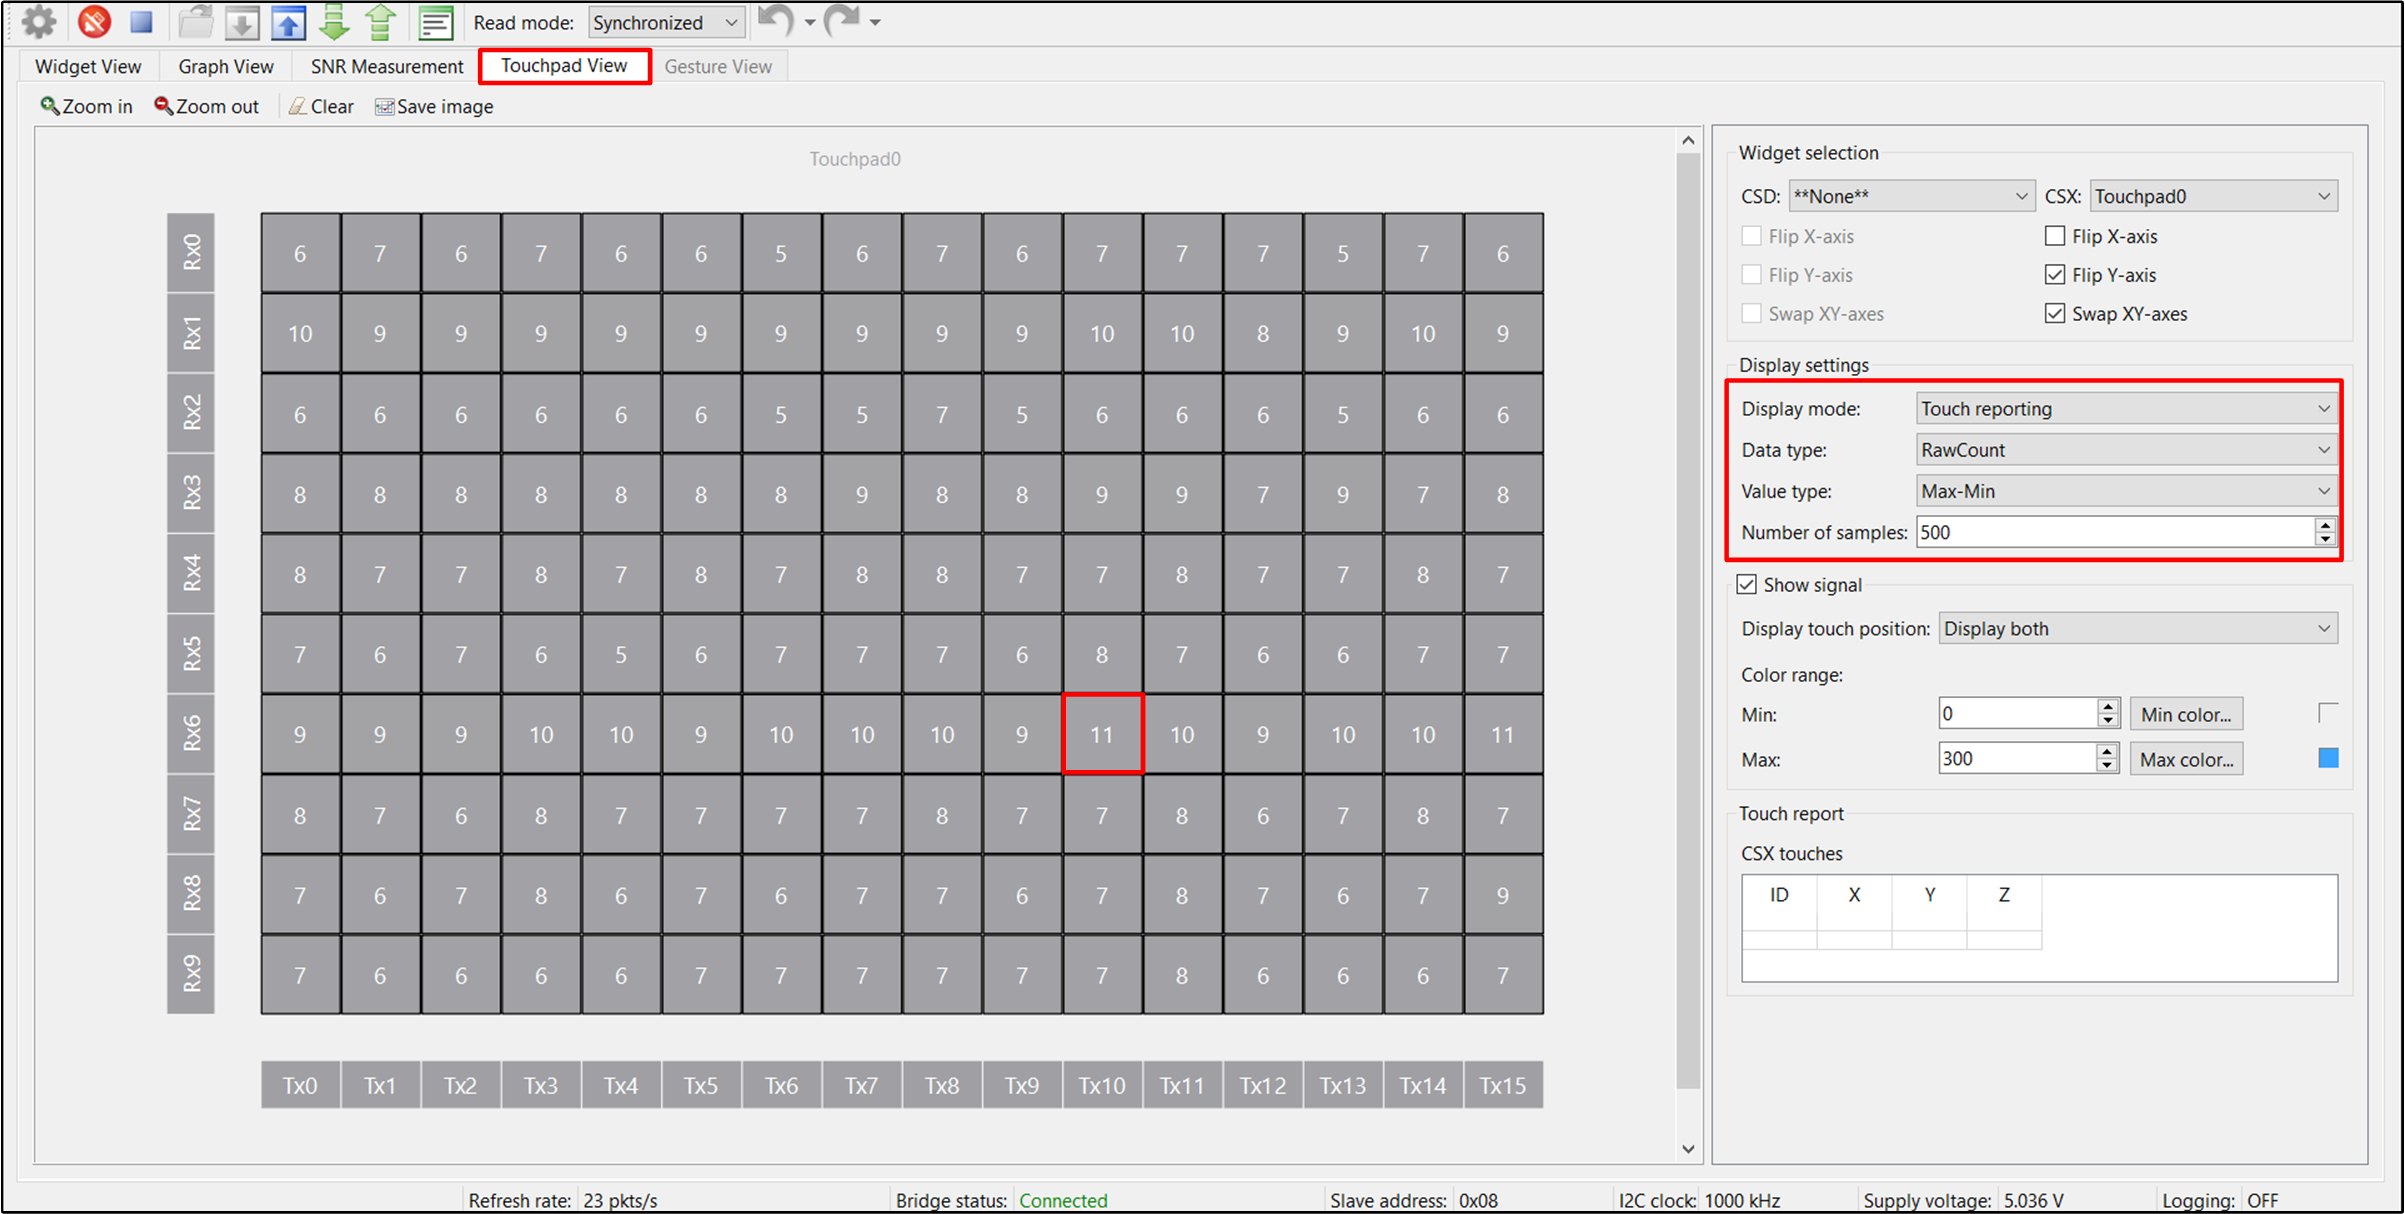 Read mode: Synchronized
Widget View Graph View SNR Measurement Touchpad View Gesture View
Zoom in Zoom out Clear Save image
Touchpad0
Rx0 6 7 6 7 6 6 5 6 7 6 7 7 7 5 7 6
Rx1 10 9 9 9 9 9 9 9 9 9 10 10 8 9 10 9
Rx2 6 6 6 6 6 6 5 5 7 5 6 6 6 5 6 6
Rx3 8 8 8 8 8 8 8 9 8 8 9 9 7 9 7 8
Rx4 8 7 7 8 7 8 7 8 8 7 7 8 7 7 8 7
Rx5 7 6 7 6 5 6 7 7 7 6 8 7 6 6 7 7
Rx6 9 9 9 10 10 9 10 10 10 9 11 10 9 10 10 11
Rx7 8 7 6 8 7 7 7 7 8 7 7 8 6 7 8 7
Rx8 7 6 7 8 6 7 6 7 7 6 7 8 7 6 7 9
Rx9 7 6 6 6 6 7 7 7 7 7 7 8 6 6 6 7
Tx0 Tx1 Tx2 Tx3 Tx4 Tx5 Tx6 Tx7 Tx8 Tx9 Tx10 Tx11 Tx12 Tx13 Tx14 Tx15
Widget selection
CSD: **None** CSX: Touchpad0
Flip X-axis Flip X-axis
Flip Y-axis Flip Y-axis
Swap XY-axes Swap XY-axes
Display settings
Display mode: Touch reporting
Data type: RawCount
Value type: Max-Min
Number of samples: 500
Show signal
Display touch position: Display both
Color range:
Min: 0 Min color...
Max: 300 Max color...
Touch report
CSX touches
ID X Y Z
Refresh rate: 23 pkts/s Bridge status: Connected Slave address: 0x08 I2C clock: 1000 kHz Supply voltage: 5.036 V Logging: OFF